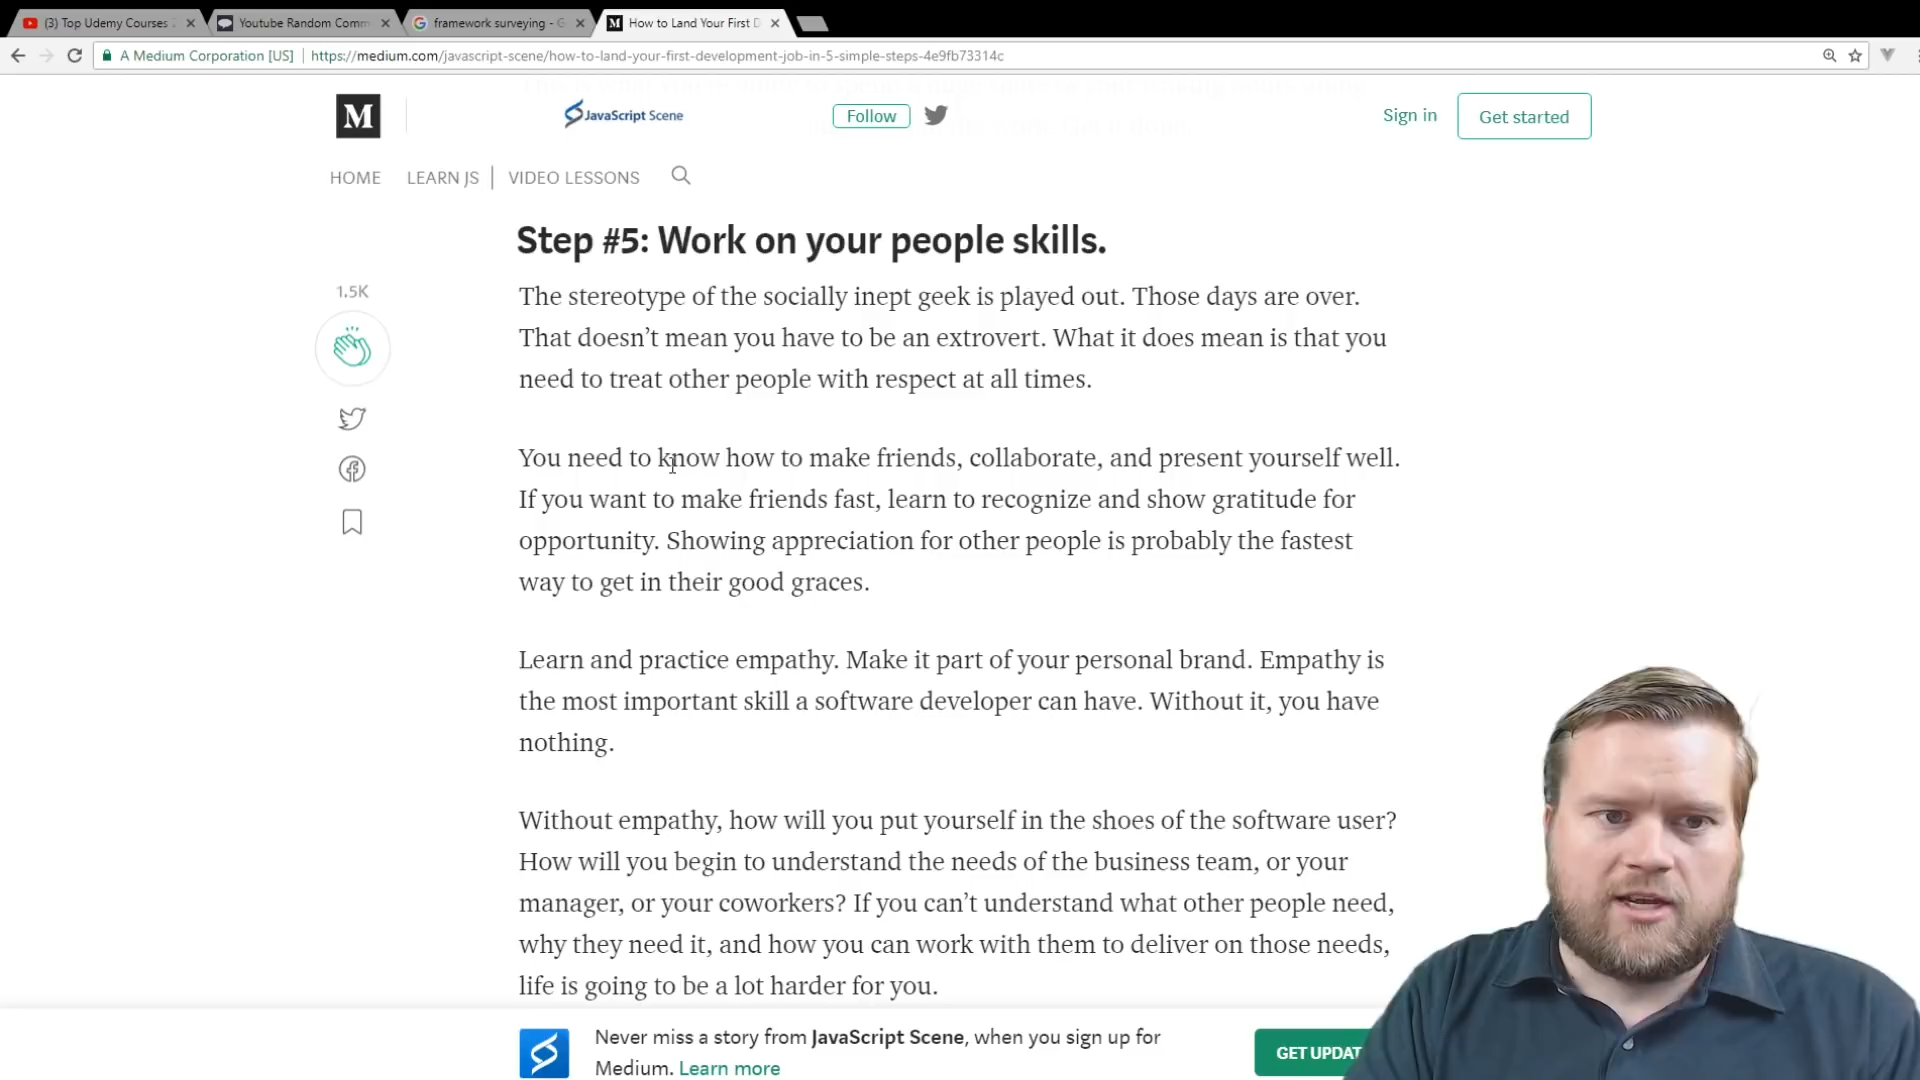 (3) Top Udemy Courses
Youtube Random Comm
framework surveying - G
How to Land Your First D
A Medium Corporation [US]
https://medium.com/javascript-scene/how-to-land-your-first-development-job-in-5-simple-steps-4e9fb73314c
M
JavaScript Scene
Follow
Sign in
Get started
HOME
LEARN JS
VIDEO LESSONS
Step #5: Work on your people skills.
1.5K
The stereotype of the socially inept geek is played out. Those days are over.
That doesn’t mean you have to be an extrovert. What it does mean is that you
need to treat other people with respect at all times.
You need to know how to make friends, collaborate, and present yourself well.
If you want to make friends fast, learn to recognize and show gratitude for
opportunity. Showing appreciation for other people is probably the fastest
way to get in their good graces.
Learn and practice empathy. Make it part of your personal brand. Empathy is
the most important skill a software developer can have. Without it, you have
nothing.
Without empathy, how will you put yourself in the shoes of the software user?
How will you begin to understand the needs of the business team, or your
manager, or your coworkers? If you can’t understand what other people need,
why they need it, and how you can work with them to deliver on those needs,
life is going to be a lot harder for you.
Never miss a story from JavaScript Scene, when you sign up for
Medium. Learn more
GET UPDAT